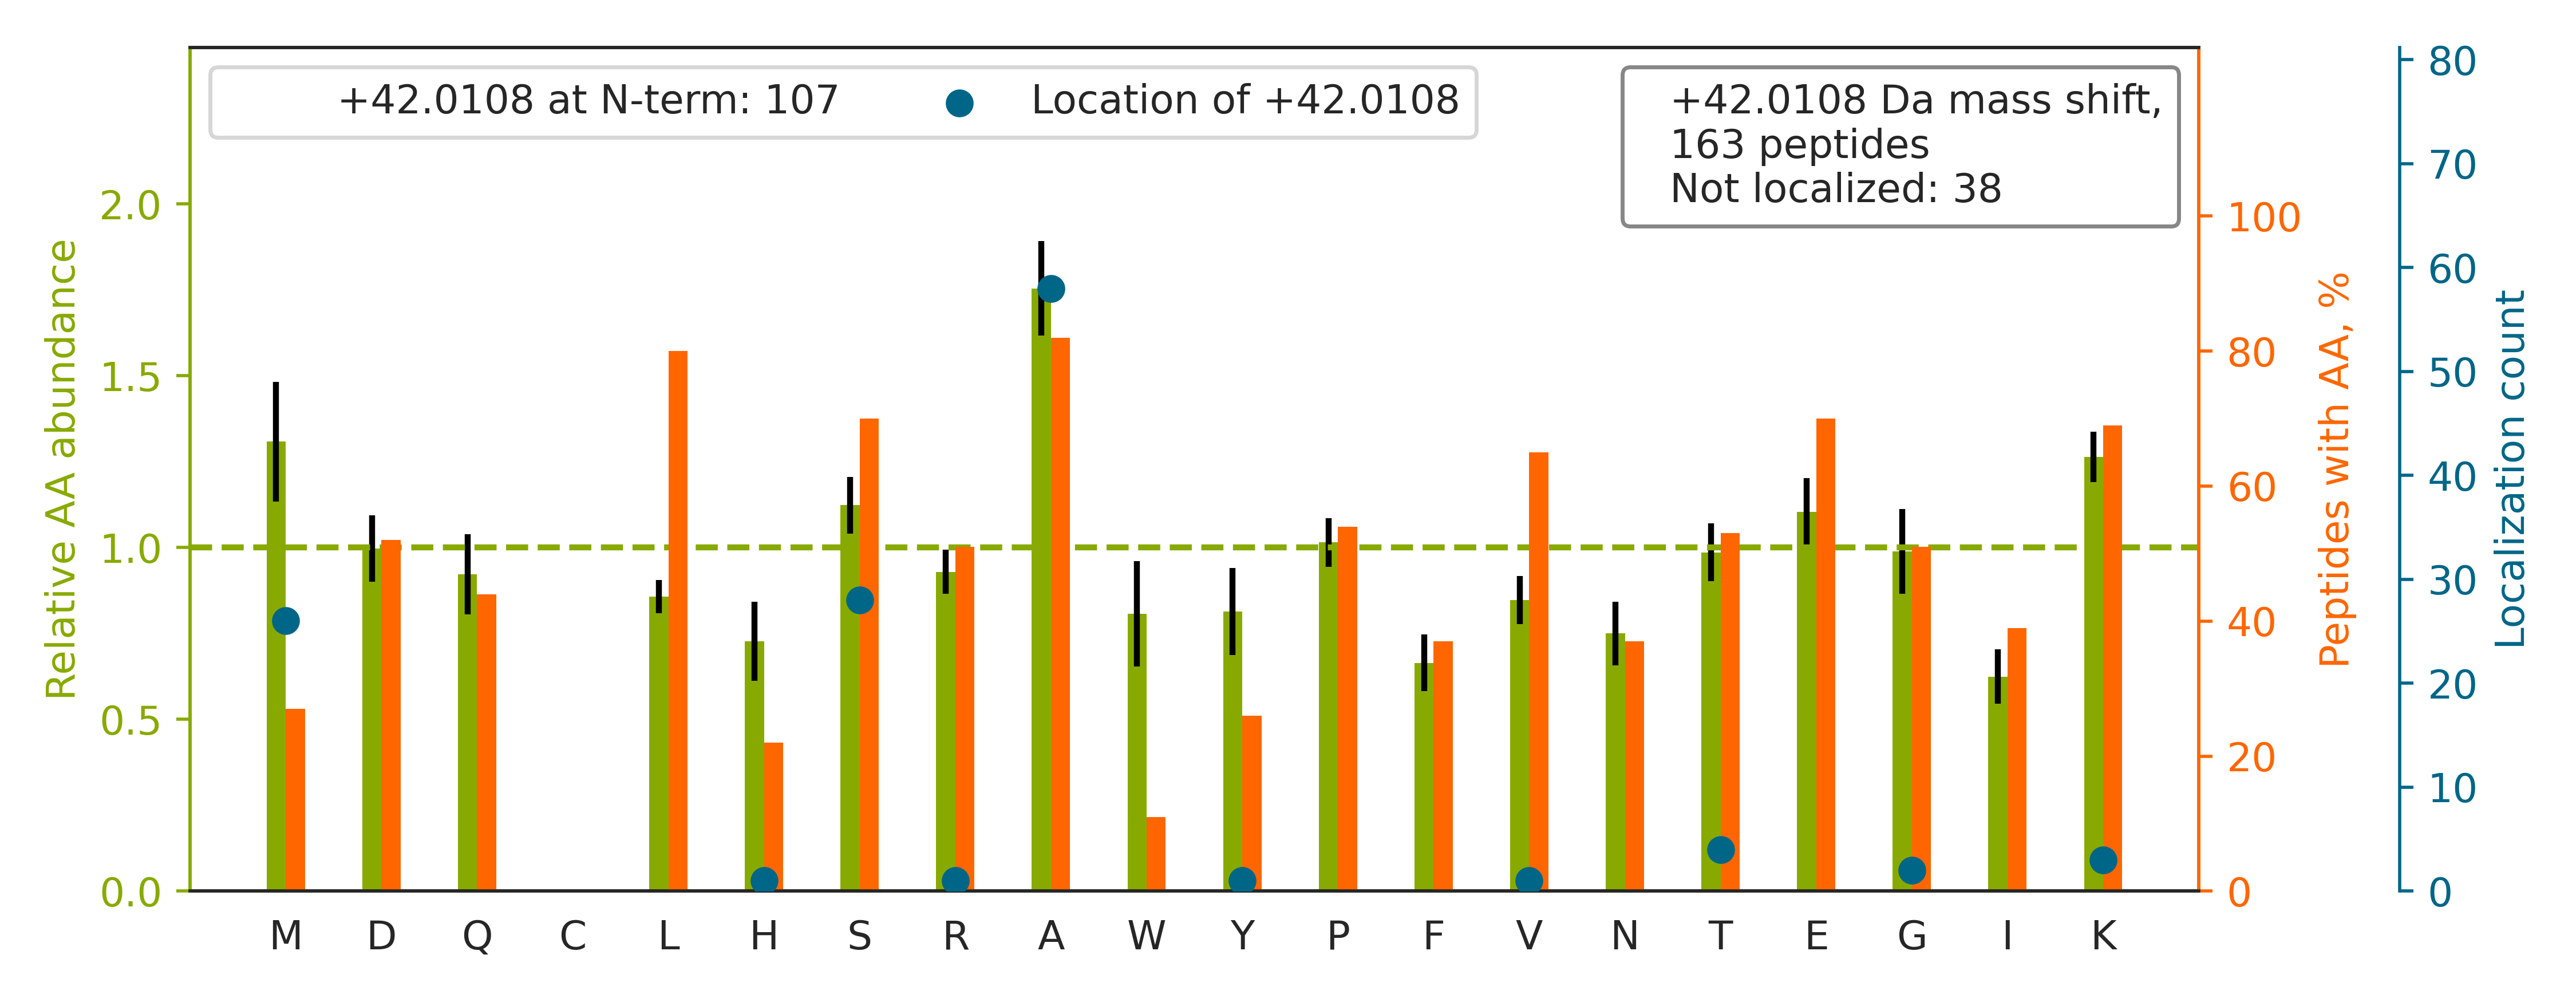 +42.0108 at N-term: 107
Location of +42.0108
+42.0108 Da mass shift,
163 peptides
Not localized: 38
Relative AA abundance
2.0
1.5
1.0
0.5
0.0
M D Q C L H S R A W Y P F V N T E G I K
100
80
60
40
20
0
Peptides with AA, %
80
70
60
50
40
30
20
10
0
Localization count